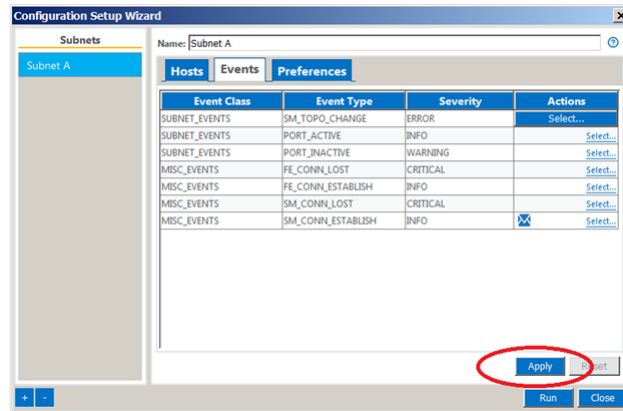 Configuration Setup Wizard
Subnets
Subnet A
Name: Subnet A
Hosts Events Preferences
Event Class Event Type Severity Actions
SUBNET_EVENTS SM_TOPO_CHANGE ERROR Select...
SUBNET_EVENTS PORT_ACTIVE INFO Select...
SUBNET_EVENTS PORT_INACTIVE WARNING Select...
MISC_EVENTS FE_CONN_LOST CRITICAL Select...
MISC_EVENTS FE_CONN_ESTABLISH INFO Select...
MISC_EVENTS SM_CONN_LOST CRITICAL Select...
MISC_EVENTS SM_CONN_ESTABLISH INFO Select...
Apply Reset
+ - Run Close